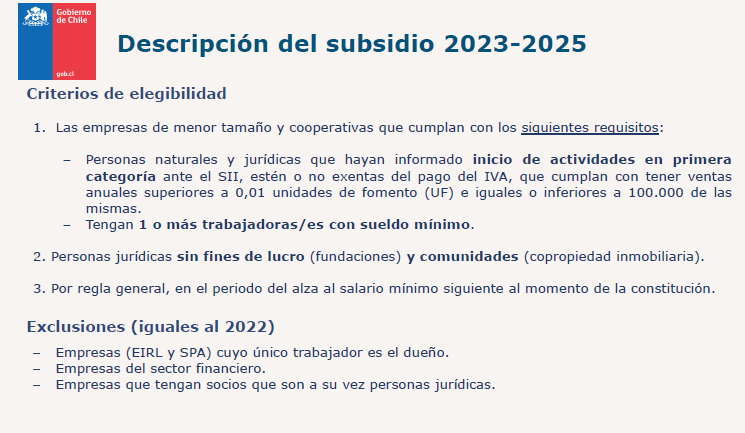 Gobierno
de Chile
gob.cl
Descripción del subsidio 2023-2025
Criterios de elegibilidad
1. Las empresas de menor tamaño y cooperativas que cumplan con los siguientes requisitos:
– Personas naturales y jurídicas que hayan informado inicio de actividades en primera
categoría ante el SII, estén o no exentas del pago del IVA, que cumplan con tener ventas
anuales superiores a 0,01 unidades de fomento (UF) e iguales o inferiores a 100.000 de las
mismas.
– Tengan 1 o más trabajadoras/es con sueldo mínimo.
2. Personas jurídicas sin fines de lucro (fundaciones) y comunidades (copropiedad inmobiliaria).
3. Por regla general, en el periodo del alza al salario mínimo siguiente al momento de la constitución.
Exclusiones (iguales al 2022)
– Empresas (EIRL y SPA) cuyo único trabajador es el dueño.
– Empresas del sector financiero.
– Empresas que tengan socios que son a su vez personas jurídicas.